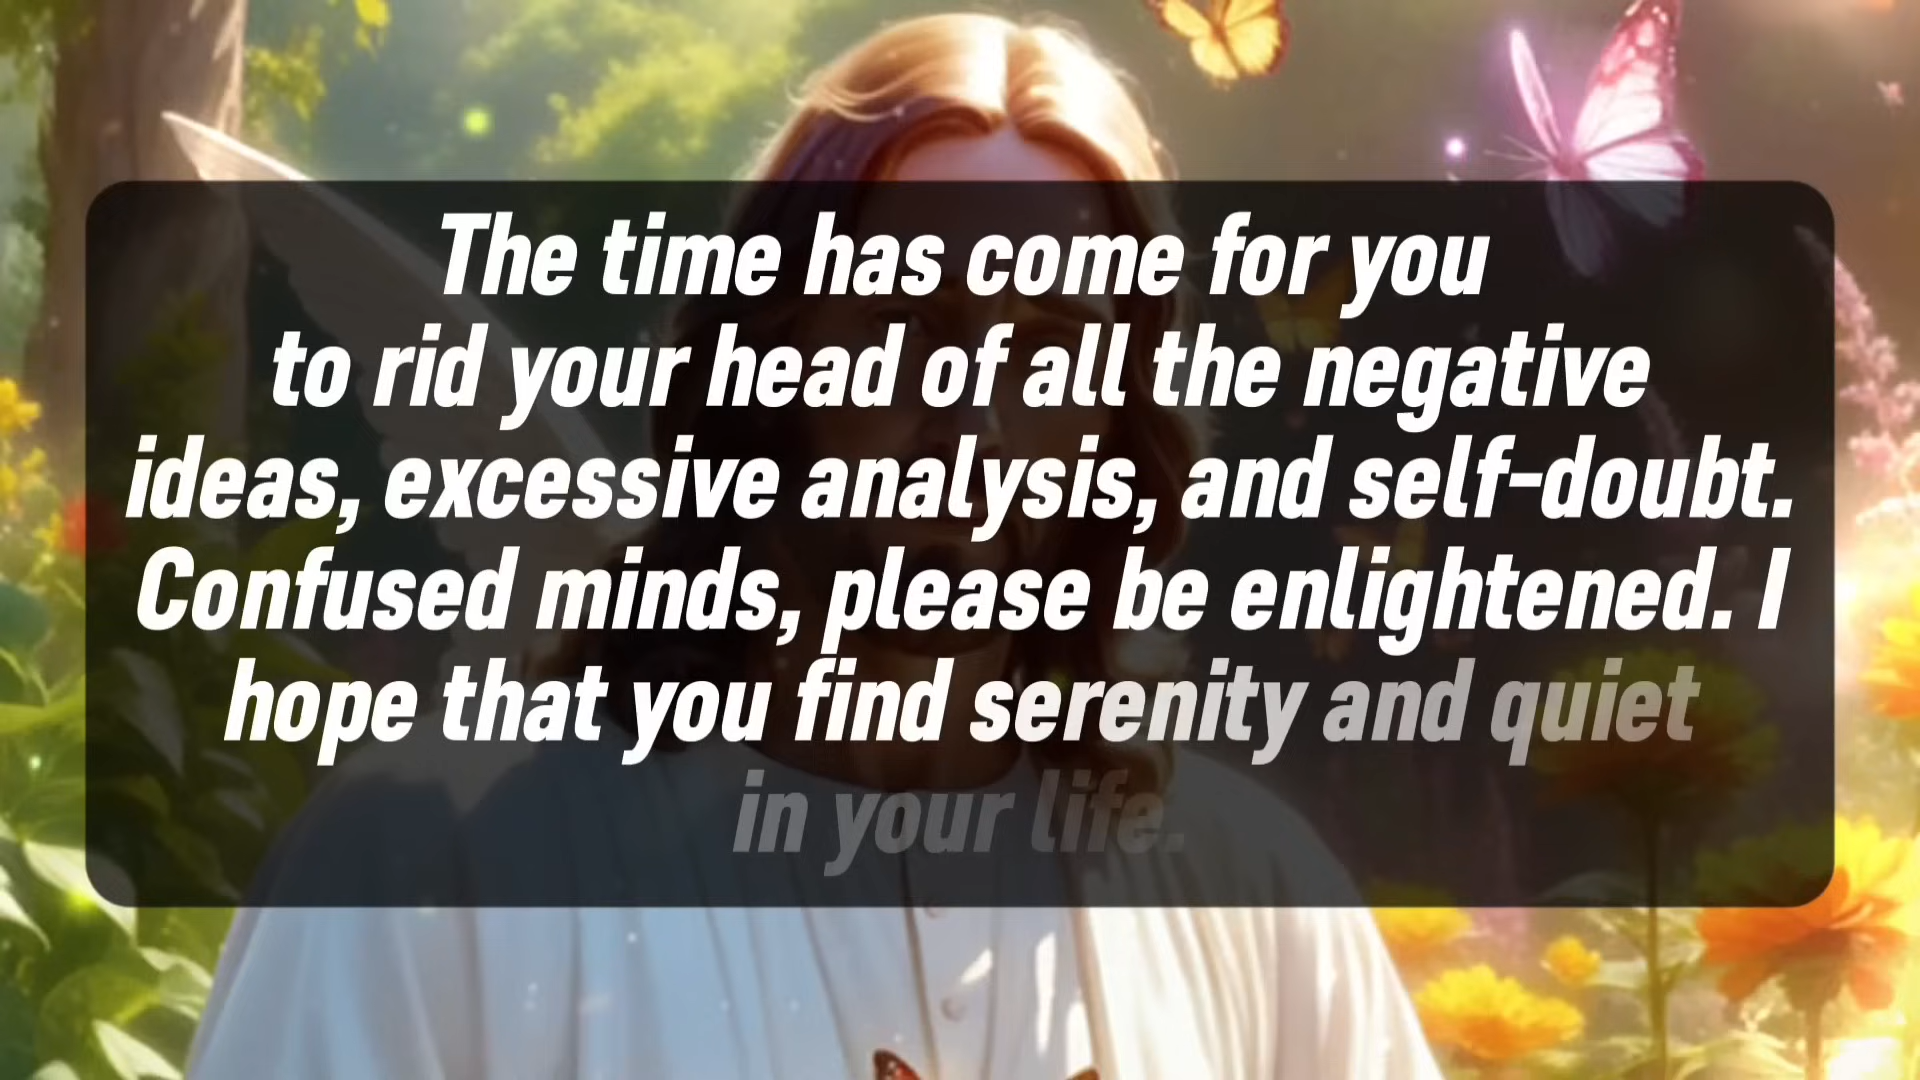 The time has come for you
to rid your head of all the negative
ideas, excessive analysis, and self-doubt.
Confused minds, please be enlightened. I
hope that you find serenity and quiet
in your life.